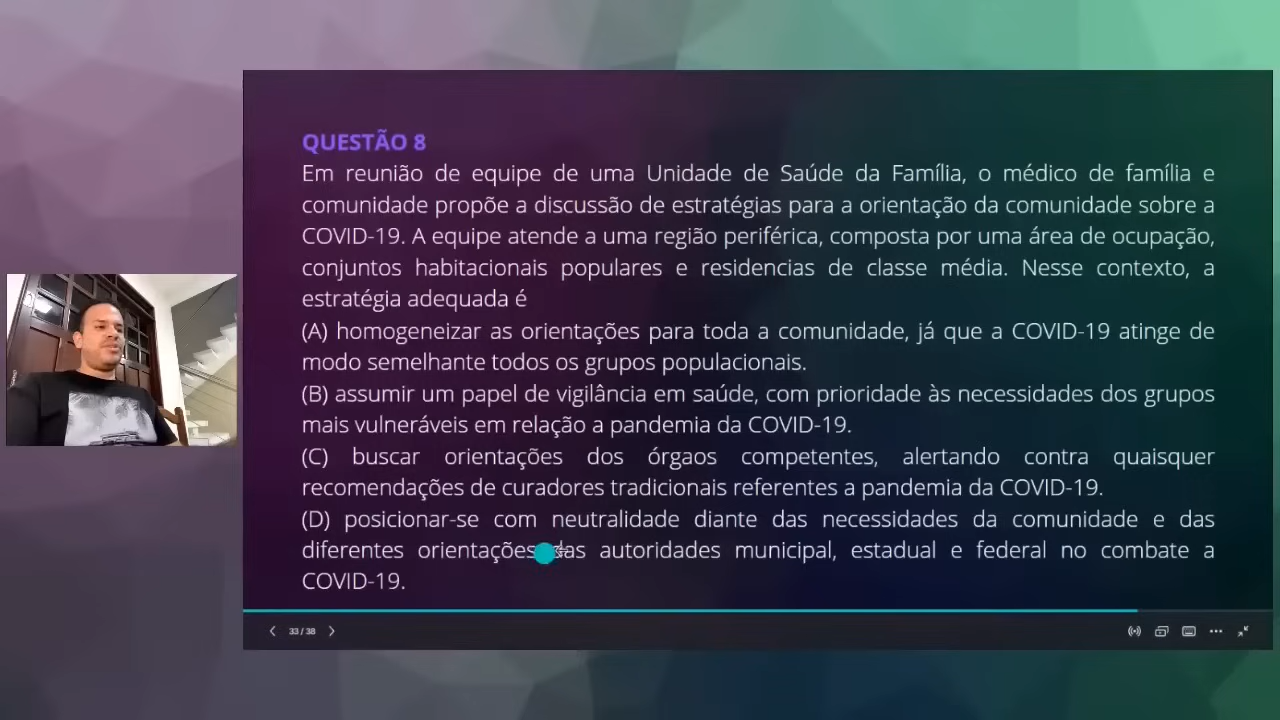 QUESTÃO 8
Em reunião de equipe de uma Unidade de Saúde da Família, o médico de família e
comunidade propõe a discussão de estratégias para a orientação da comunidade sobre a
COVID-19. A equipe atende a uma região periférica, composta por uma área de ocupação,
conjuntos habitacionais populares e residencias de classe média. Nesse contexto, a
estratégia adequada é
(A) homogeneizar as orientações para toda a comunidade, já que a COVID-19 atinge de
modo semelhante todos os grupos populacionais.
(B) assumir um papel de vigilância em saúde, com prioridade às necessidades dos grupos
mais vulneráveis em relação a pandemia da COVID-19.
(C) buscar orientações dos órgaos competentes, alertando contra quaisquer
recomendações de curadores tradicionais referentes a pandemia da COVID-19.
(D) posicionar-se com neutralidade diante das necessidades da comunidade e das
diferentes orientações das autoridades municipal, estadual e federal no combate a
COVID-19.
33 / 38